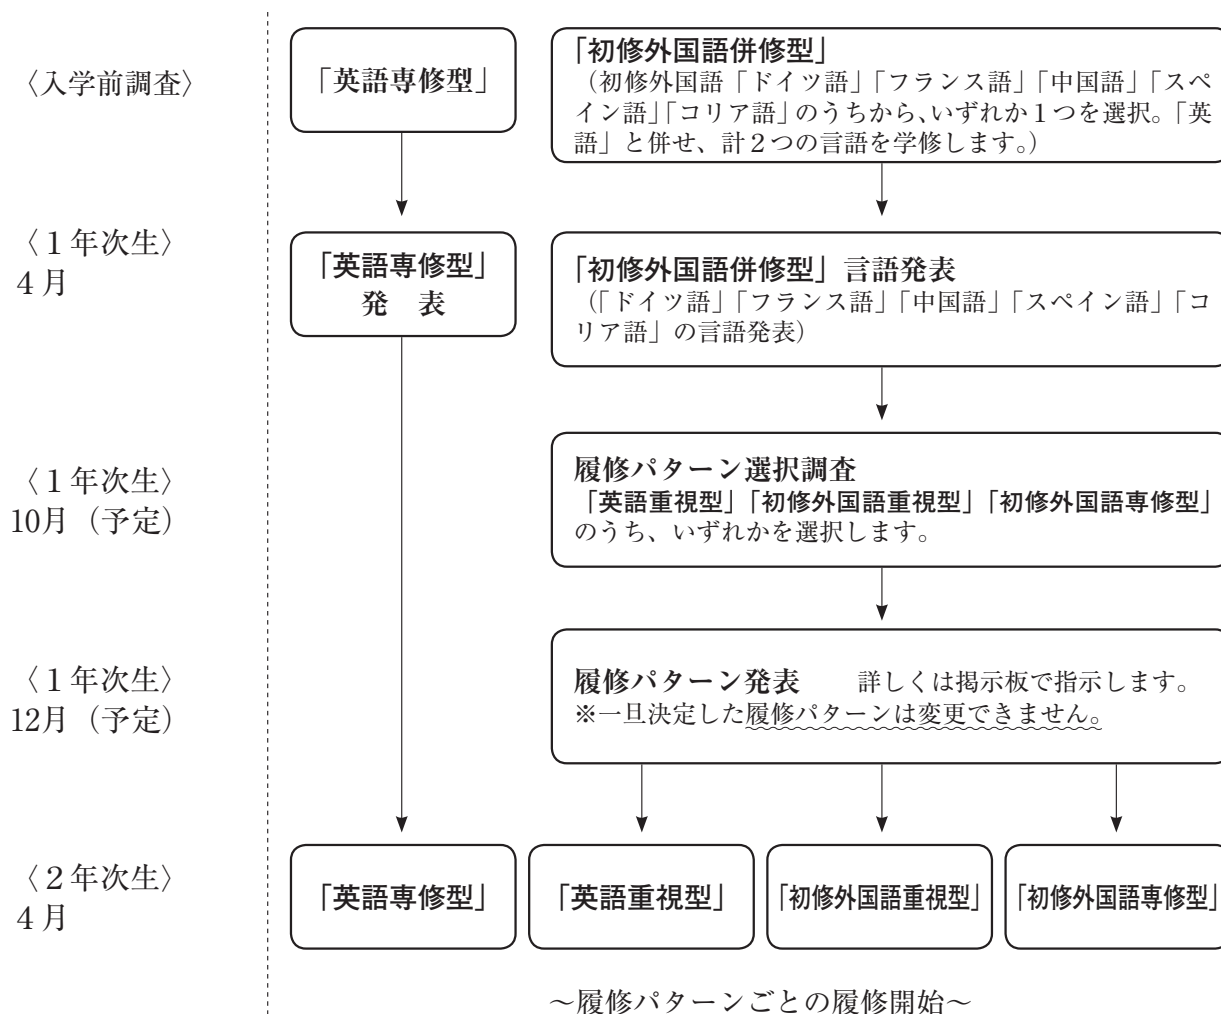 〈入学前調査〉
「英語専修型」
「初修外国語併修型」
（初修外国語「ドイツ語」「フランス語」「中国語」「スペ
イン語」「コリア語」のうちから、いずれか１つを選択。「英
語」と併せ、計２つの言語を学修します。）
〈１年次生〉
４月
「英語専修型」
発　表
「初修外国語併修型」言語発表
（「ドイツ語」「フランス語」「中国語」「スペイン語」「コ
リア語」の言語発表）
〈１年次生〉
10月（予定）
履修パターン選択調査
「英語重視型」「初修外国語重視型」「初修外国語専修型」
のうち、いずれかを選択します。
〈１年次生〉
12月（予定）
履修パターン発表　　詳しくは掲示板で指示します。
※一旦決定した履修パターンは変更できません。
〈２年次生〉
４月
「英語専修型」
「英語重視型」
「初修外国語重視型」
「初修外国語専修型」
～履修パターンごとの履修開始～